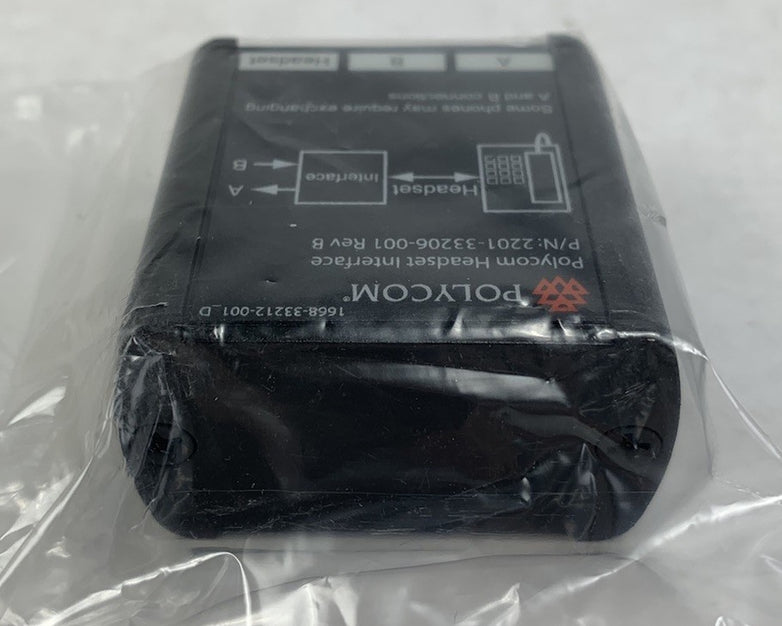 POLYCOM®
1668-33212-001_D
Polycom Headset Interface
P/N: 2201-33206-001 Rev B
Headset
Interface
A
B
Some phones may require exchanging
A and B connections
A
B
Headset